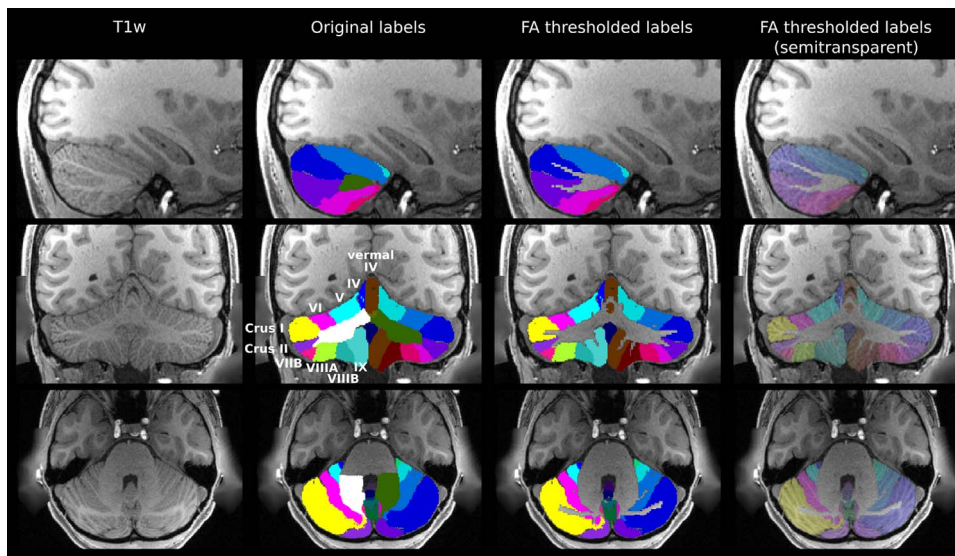 T1w
Original labels
FA thresholded labels
FA thresholded labels
(semitransparent)
vermal
IV
IV
V
VI
Crus I
Crus II
VIIB
VIIIA
IX
VIIIB